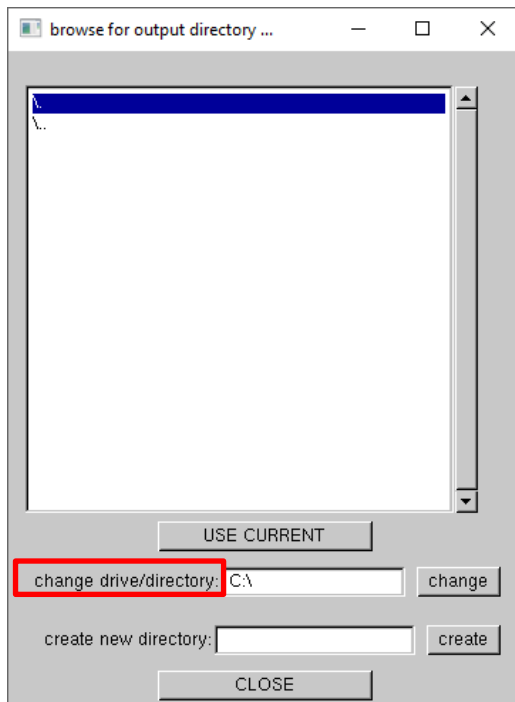 browse for output directory ...
\.
\..
USE CURRENT
change drive/directory: C:\ change
create new directory: create
CLOSE